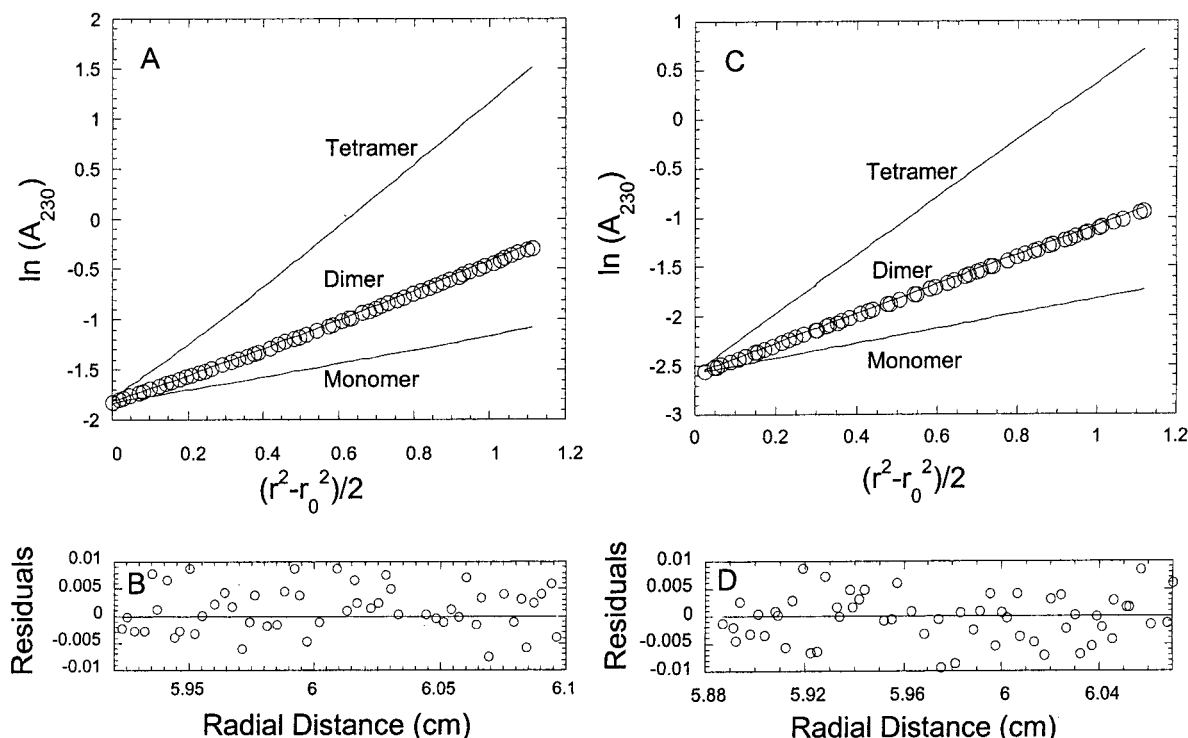 A
2
1.5
1
0.5
0
-0.5
-1
-1.5
-2
ln (A230)
Tetramer
Dimer
Monomer
0 0.2 0.4 0.6 0.8 1 1.2
(r²-r₀²)/2
C
1
0.5
0
-0.5
-1
-1.5
-2
-2.5
-3
ln (A230)
Tetramer
Dimer
Monomer
0 0.2 0.4 0.6 0.8 1 1.2
(r²-r₀²)/2
B
0.01
0.005
0
-0.005
-0.01
Residuals
5.95 6 6.05 6.1
Radial Distance (cm)
D
0.01
0.005
0
-0.005
-0.01
Residuals
5.88 5.92 5.96 6 6.04
Radial Distance (cm)